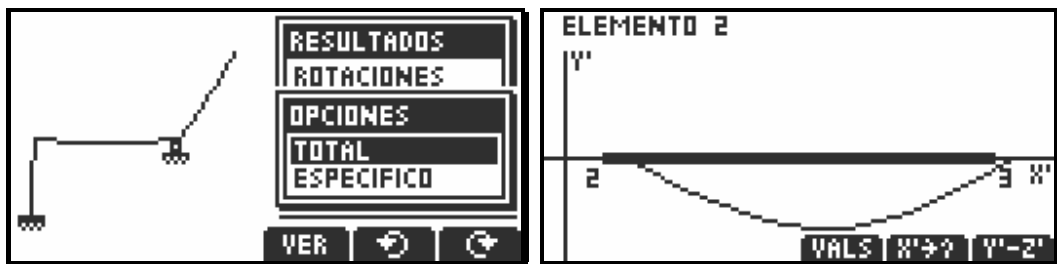 RESULTADOS
ROTACIONES
OPCIONES
TOTAL
ESPECIFICO
VER
ELEMENTO 2
Y'
2
3 X'
VALS X'→? Y'-Z'